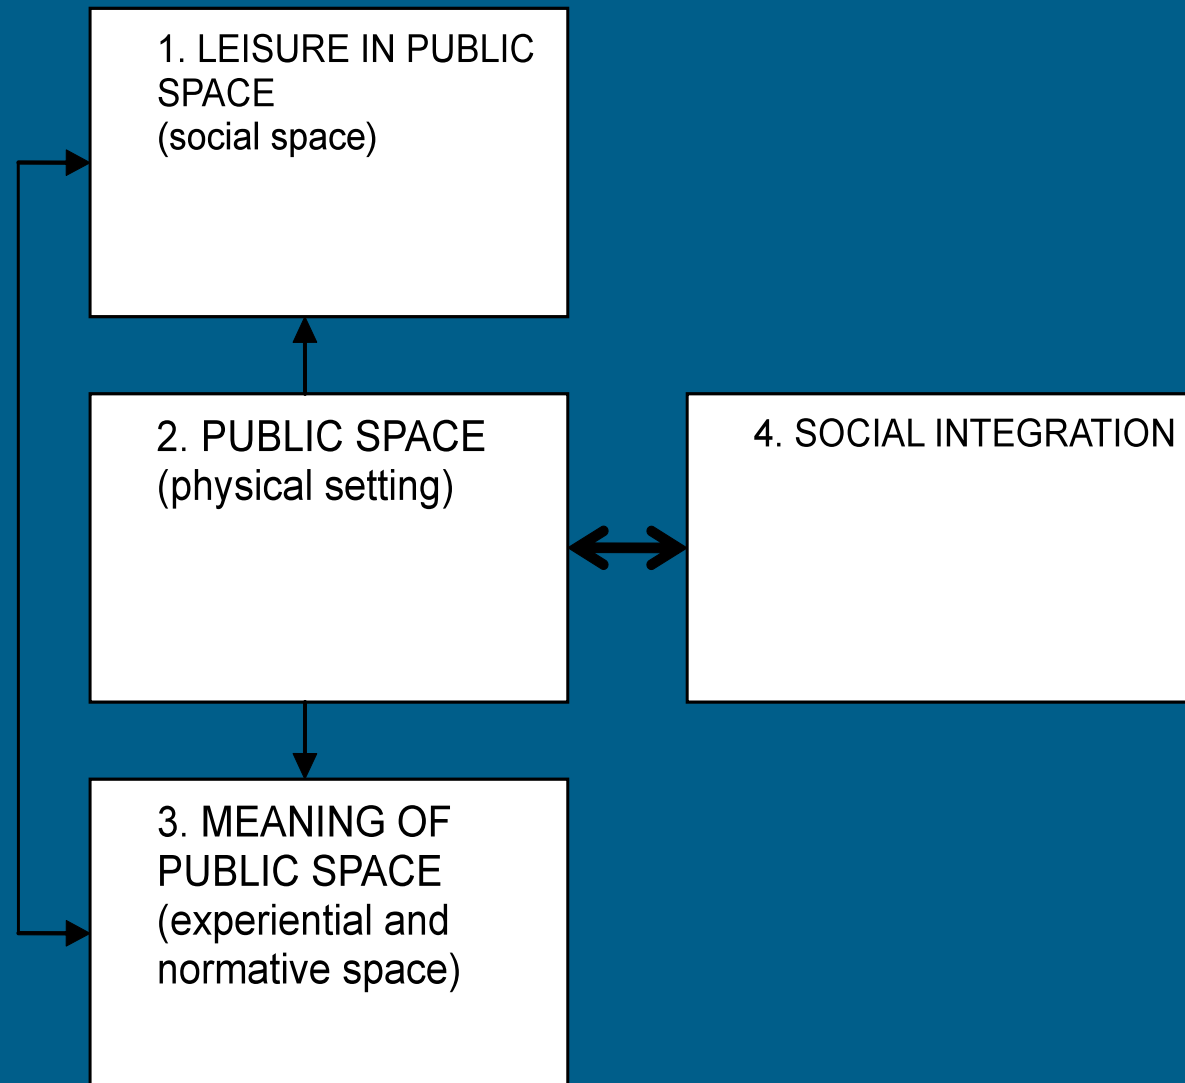 1. LEISURE IN PUBLIC
SPACE
(social space)
2. PUBLIC SPACE
(physical setting)
4. SOCIAL INTEGRATION
3. MEANING OF
PUBLIC SPACE
(experiential and
normative space)